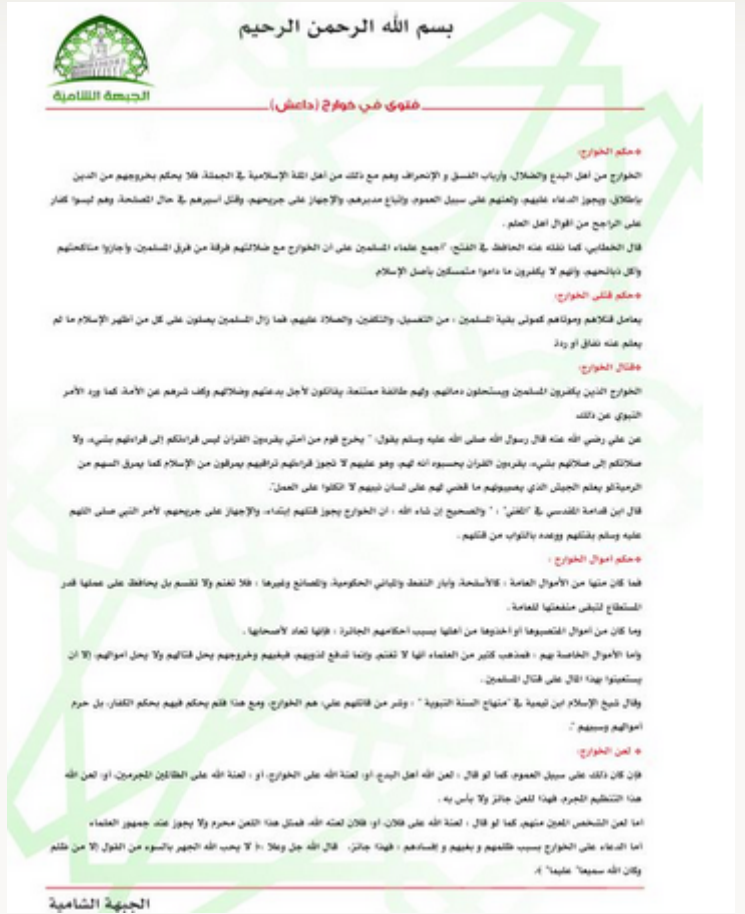 بسم الله الرحمن الرحيم
الجبهة الشامية
فتوى في خوارج (داعش)
*حكم الخوارج:
الخوارج من أهل البدع والضلال، وأرباب الفسق و الإنحراف وهم مع ذلك من أهل الملة الإسلامية في الجملة، فلا يحكم بخروجهم من الدين
بإطلاق، ويجوز الدعاء عليهم، ولعنهم على سبيل العموم، وإتباع مدبرهم، والإجهاز على جريحهم، وقتل أسيرهم في حال المصلحة، وهم ليسوا كفار
على الراجح من أقوال أهل العلم .
قال الخطابي، كما نقله عنه الحافظ في الفتح: "أجمع علماء المسلمين على أن الخوارج مع ضلالتهم فرقة من فرق المسلمين، وأجازوا مناكحتهم
وأكل ذبائحهم، وأنهم لا يكفرون ما داموا متمسكين بأصل الإسلام
*حكم قتلى الخوارج:
يعامل قتلاهم وموتاهم كموتى بقية المسلمين : من التغسيل، والتكفين، والصلاة عليهم، فما زال المسلمين يصلون على كل من أظهر الإسلام ما لم
يعلم عنه نفاق أو ردة
*قتال الخوارج:
الخوارج الذين يكفرون المسلمين ويستحلون دمائهم، ولهم طائفة ممتنعة، يقاتلون لأجل بدعتهم وضلالهم وكف شرهم عن الأمة، كما ورد الأمر
النبوي عن ذلك
عن علي رضي الله عنه قال رسول الله صلى الله عليه وسلم يقول: " يخرج قوم من أمتي يقرءون القرآن ليس قراءتكم إلى قراءتهم بشيء، ولا
صلاتكم إلى صلاتهم بشيء، يقرءون القرآن يحسبون أنه لهم، وهو عليهم لا تجوز قراءتهم تراقيهم يمرقون من الإسلام كما يمرق السهم من
الرميةلو يعلم الجيش الذي يصيبونهم ما قضي لهم على لسان نبيهم لا اتكلوا على العمل".
قال ابن قدامة المقدسي في "المغني" : " والصحيح إن شاء الله : أن الخوارج يجوز قتلهم إبتداء، والإجهاز على جريحهم، لأمر النبي صلى اللهم
عليه وسلم بقتلهم ووعده بالثواب من قتلهم .
*حكم أموال الخوارج :
فما كان منها من الأموال العامة : كالأسلحة، وآبار النفط، والمباني الحكومية، والمصانع وغيرها : فلا تغنم ولا تقسم بل يحافظ على عملها قدر
المستطاع لتبقى منفعتها للعامة .
وما كان من أموال اغتصبوها أو أخذوها من أهلها بسبب أحكامهم الجائرة : فإنها تعاد لأصحابها .
وأما الأموال الخاصة بهم : فمذهب كثير من العلماء أنها لا تغنم، وإنما تدفع لذويهم، فبغيهم وخروجهم يحل قتالهم ولا يحل أموالهم، إلا أن
يستعينوا بهذا المال على قتال المسلمين .
وقال شيخ الإسلام ابن تيمية في "منهاج السنة النبوية " : وشر من قاتلهم علي: هم الخوارج، ومع هذا فلم يحكم فيهم بحكم الكفار، بل حرم
أموالهم وسبيهم ".
* لعن الخوارج:
فإن كان ذلك على سبيل العموم، كما لو قال : لعن الله أهل البدع، أو: لعنة الله على الخوارج، أو : لعنة الله على الظالمين المجرمين، أو: لعن الله
هذا التنظيم المجرم، فهذا للعن جائز ولا بأس به .
أما لعن الشخص المعين منهم، كما لو قال : لعنة الله على فلان، أو: فلان لعنه الله، فمثل هذا اللعن محرم ولا يجوز عند جمهور العلماء
أما الدعاء على الخوارج بسبب ظلمهم و بغيهم و إفسادهم : فهذا جائز، قال الله جل وعلا :{ لا يحب الله الجهر بالسوء من القول إلا من ظلم
وكان الله سميعا" عليما" }.
الجبهة الشامية